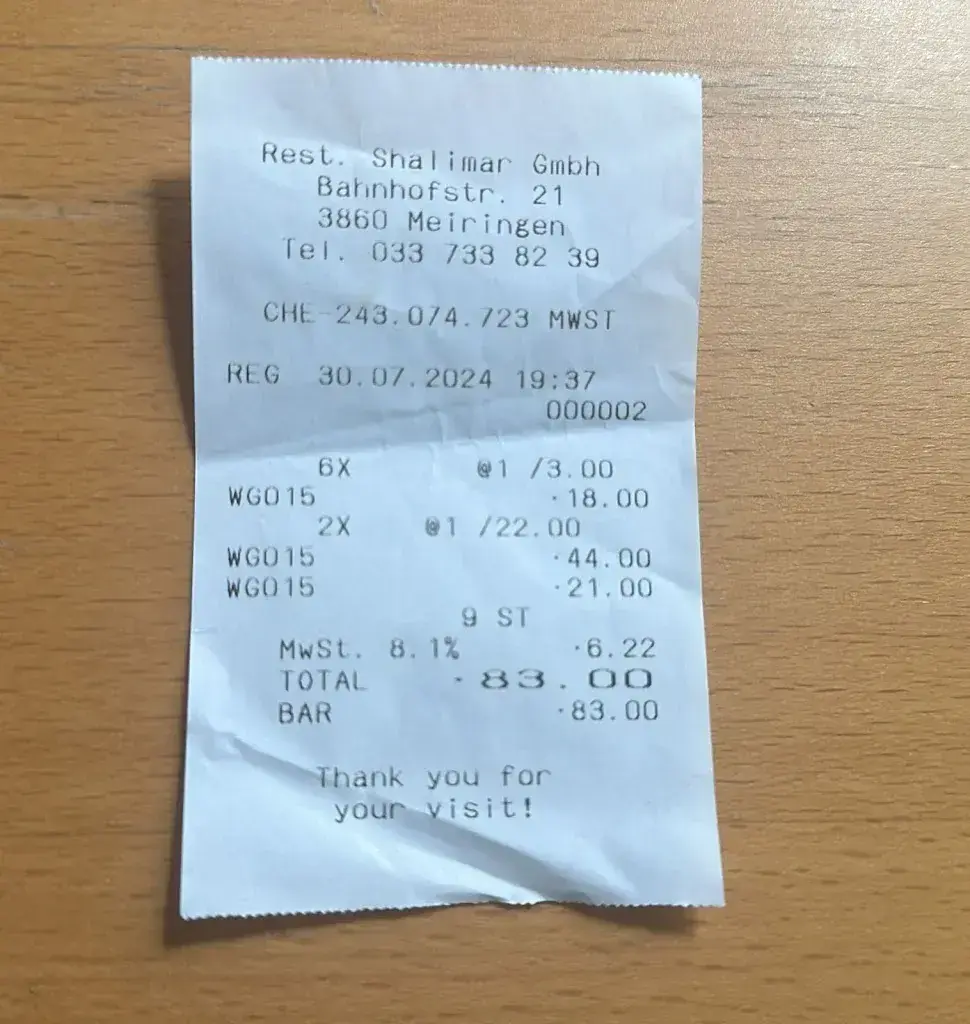 Rest. Shalimar Gmbh
Bahnhofstr. 21
3860 Meiringen
Tel. 033 733 82 39
CHE-243.074.723 MWST
REG 30.07.2024 19:37
000002
6X @1 /3.00
WG015 ·18.00
2X @1 /22.00
WG015 ·44.00
WG015 ·21.00
9 ST
MwSt. 8.1% ·6.22
TOTAL ·83.00
BAR ·83.00
Thank you for
your visit!